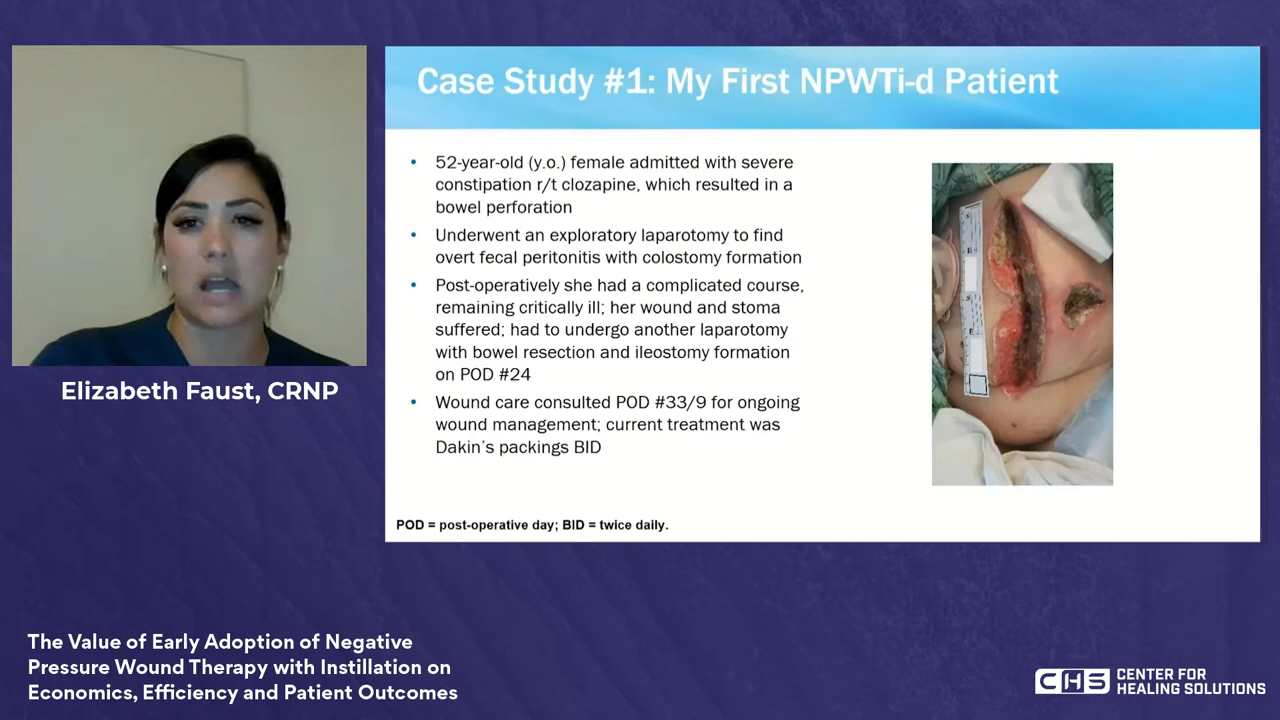 Case Study #1: My First NPWTi-d Patient
• 52-year-old (y.o.) female admitted with severe
constipation r/t clozapine, which resulted in a
bowel perforation
• Underwent an exploratory laparotomy to find
overt fecal peritonitis with colostomy formation
• Post-operatively she had a complicated course,
remaining critically ill; her wound and stoma
suffered; had to undergo another laparotomy
with bowel resection and ileostomy formation
on POD #24
• Wound care consulted POD #33/9 for ongoing
wound management; current treatment was
Dakin’s packings BID
POD = post-operative day; BID = twice daily.
Elizabeth Faust, CRNP
The Value of Early Adoption of Negative
Pressure Wound Therapy with Instillation on
Economics, Efficiency and Patient Outcomes
CHS CENTER FOR
HEALING SOLUTIONS